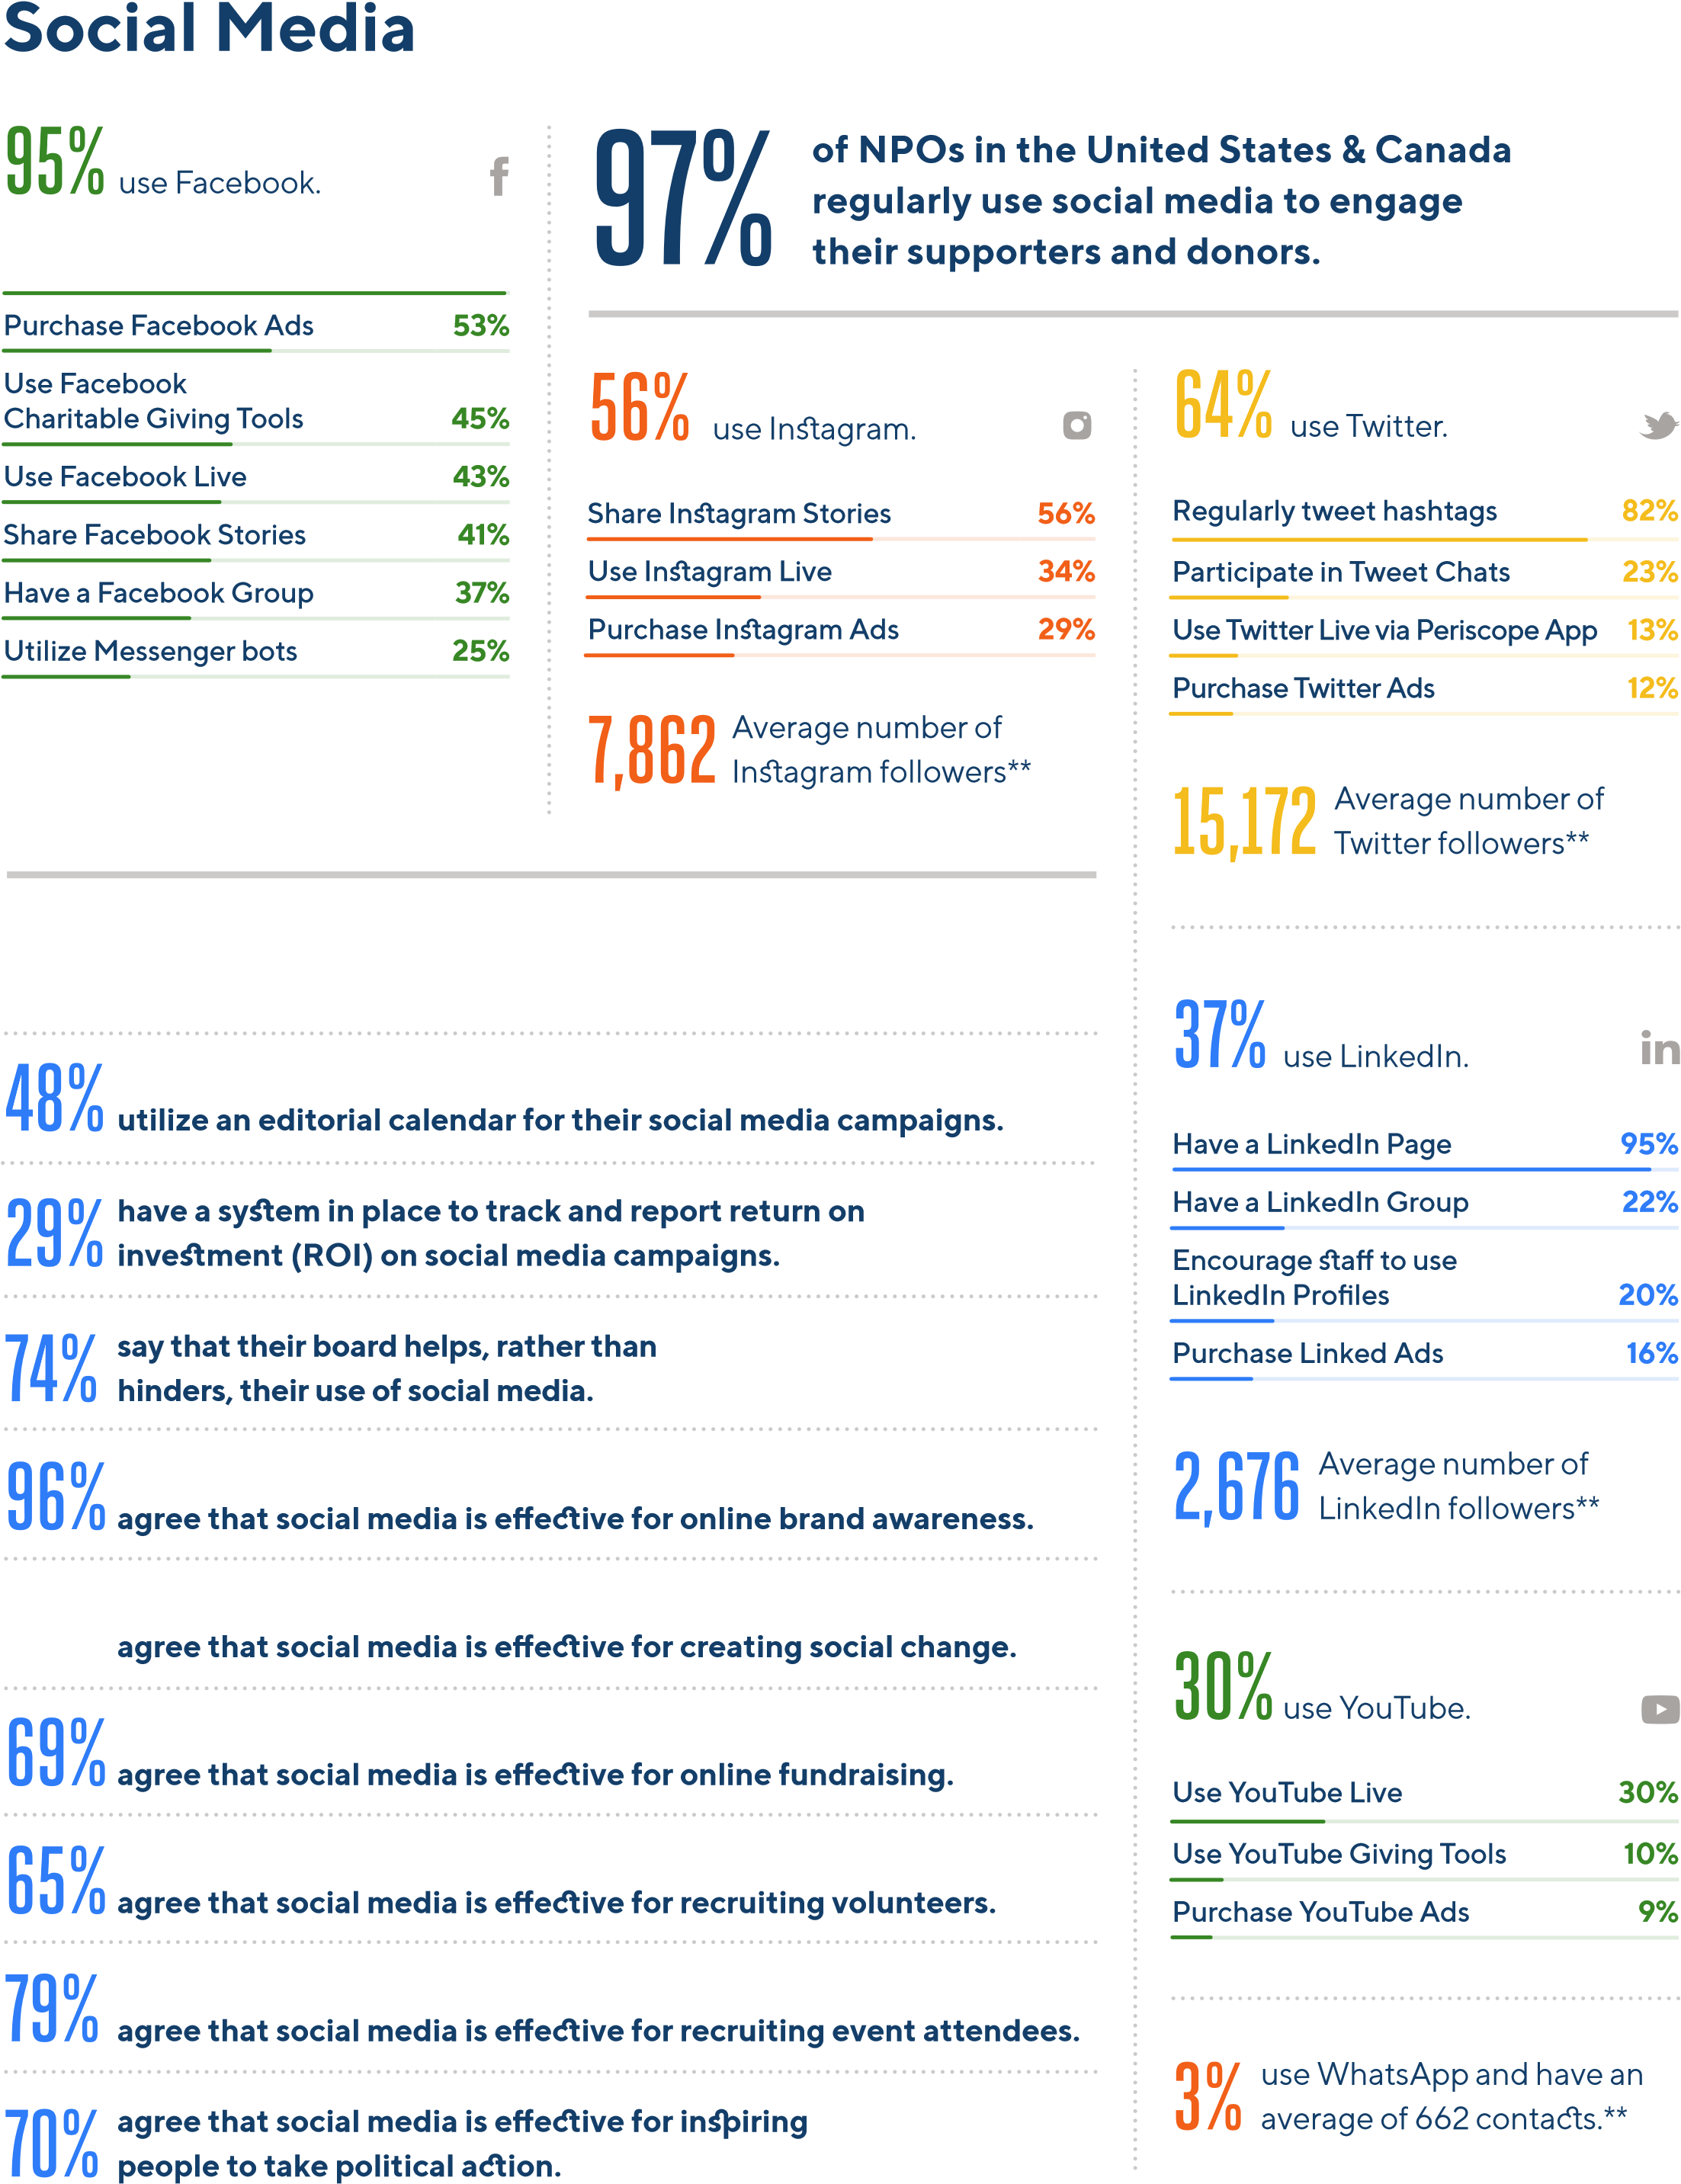 Social Media
95% use Facebook.
f
Purchase Facebook Ads 53%
Use Facebook
Charitable Giving Tools 45%
Use Facebook Live 43%
Share Facebook Stories 41%
Have a Facebook Group 37%
Utilize Messenger bots 25%
97%
of NPOs in the United States & Canada
regularly use social media to engage
their supporters and donors.
56% use Instagram.
Share Instagram Stories 56%
Use Instagram Live 34%
Purchase Instagram Ads 29%
7,862
Average number of
Instagram followers**
64% use Twitter.
Regularly tweet hashtags 82%
Participate in Tweet Chats 23%
Use Twitter Live via Periscope App 13%
Purchase Twitter Ads 12%
15,172
Average number of
Twitter followers**
37% use LinkedIn.
in
Have a LinkedIn Page 95%
Have a LinkedIn Group 22%
Encourage staff to use
LinkedIn Profiles 20%
Purchase Linked Ads 16%
2,676
Average number of
LinkedIn followers**
30% use YouTube.
Use YouTube Live 30%
Use YouTube Giving Tools 10%
Purchase YouTube Ads 9%
3%
use WhatsApp and have an
average of 662 contacts.**
48% utilize an editorial calendar for their social media campaigns.
29%
have a system in place to track and report return on
investment (ROI) on social media campaigns.
74%
say that their board helps, rather than
hinders, their use of social media.
96% agree that social media is effective for online brand awareness.
agree that social media is effective for creating social change.
69% agree that social media is effective for online fundraising.
65% agree that social media is effective for recruiting volunteers.
79% agree that social media is effective for recruiting event attendees.
70%
agree that social media is effective for inspiring
people to take political action.